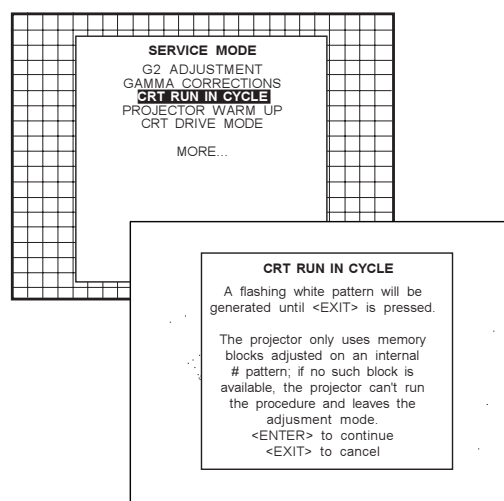 SERVICE MODE
G2 ADJUSTMENT
GAMMA CORRECTIONS
CRT RUN IN CYCLE
PROJECTOR WARM UP
CRT DRIVE MODE
MORE...
CRT RUN IN CYCLE
A flashing white pattern will be
generated until <EXIT> is pressed.
The projector only uses memory
blocks adjusted on an internal
# pattern; if no such block is
available, the projector can't run
the procedure and leaves the
adjusment mode.
<ENTER> to continue
<EXIT> to cancel